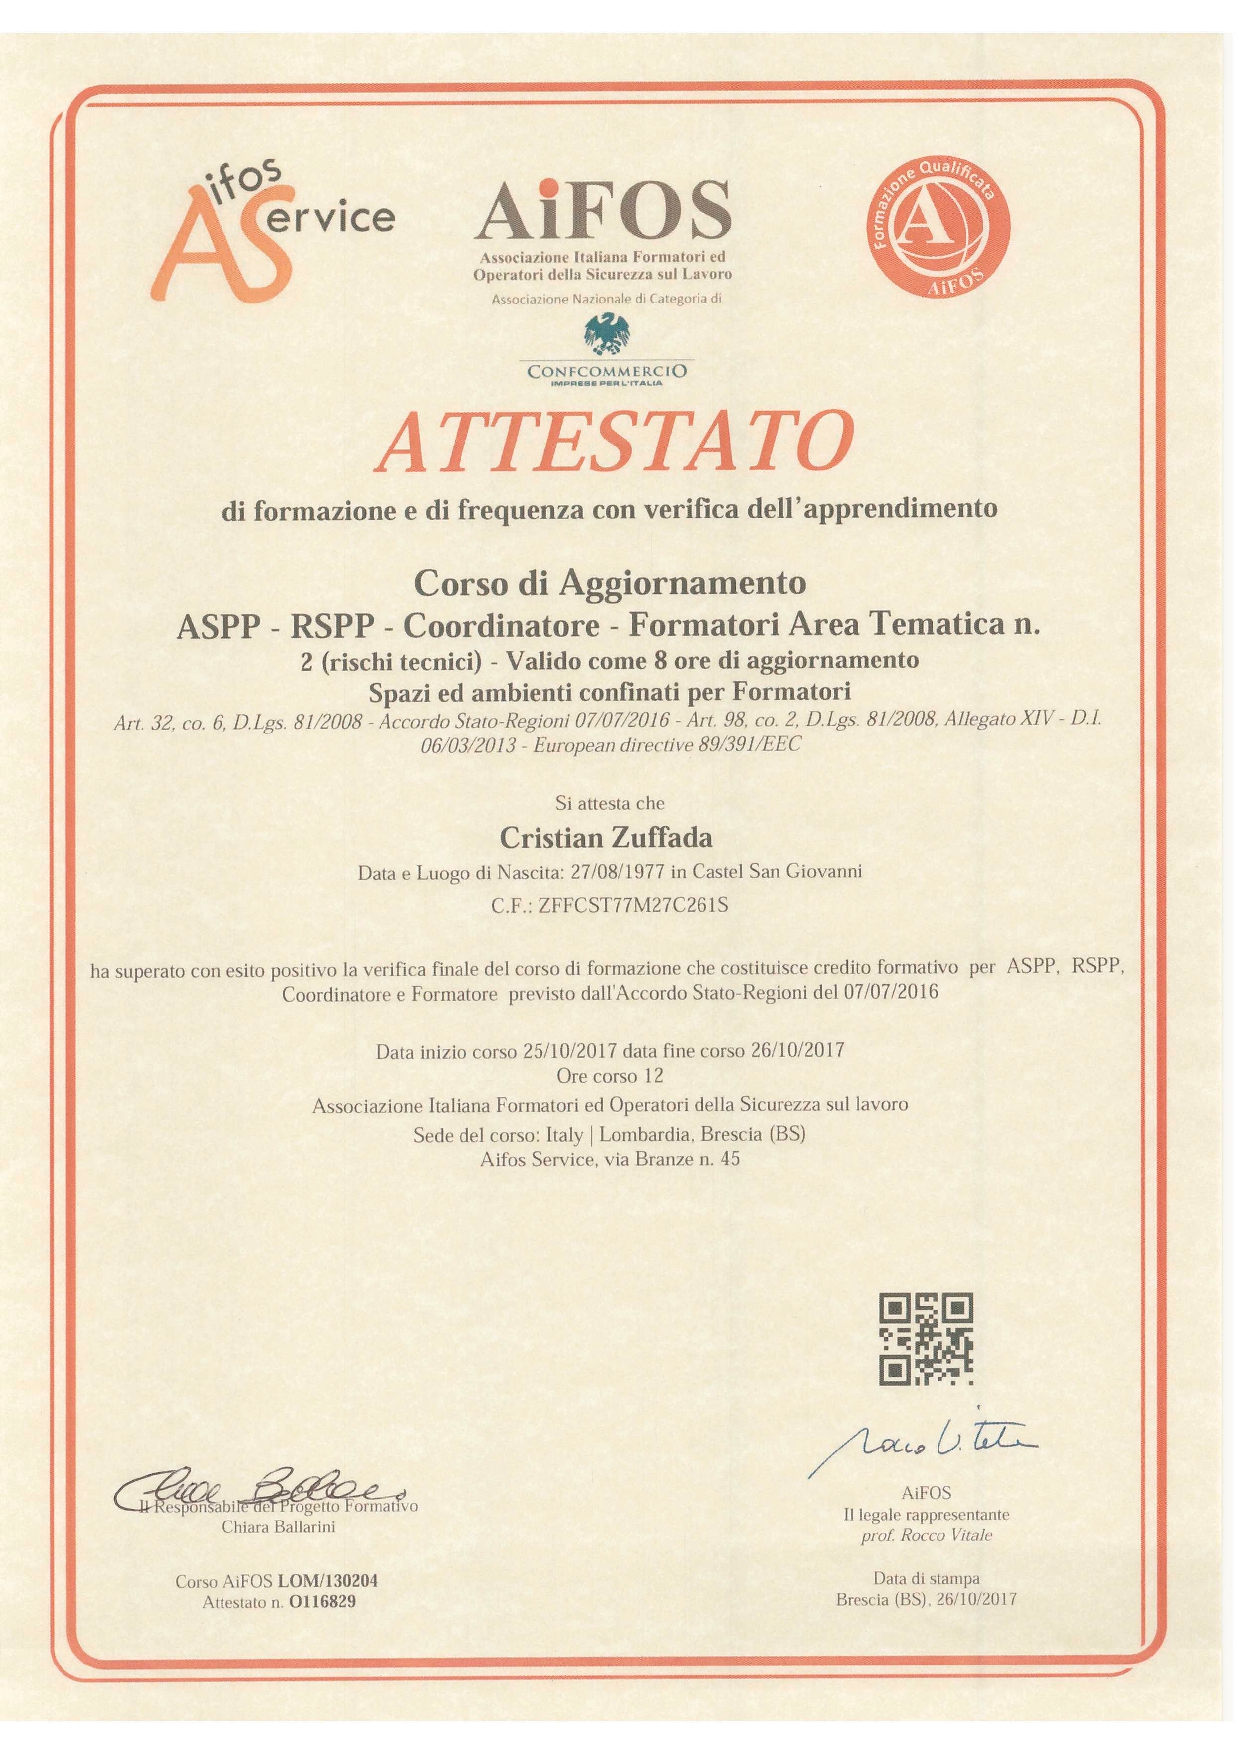 Aifos Service
AiFOS
Associazione Italiana Formatori ed
Operatori della Sicurezza sul Lavoro
Associazione Nazionale di Categoria di
CONFCOMMERCIO
IMPRESE PER L'ITALIA
Formazione Qualificata
A
AiFOS
ATTESTATO
di formazione e di frequenza con verifica dell'apprendimento
Corso di Aggiornamento
ASPP - RSPP - Coordinatore - Formatori Area Tematica n.
2 (rischi tecnici) - Valido come 8 ore di aggiornamento
Spazi ed ambienti confinati per Formatori
Art. 32, co. 6, D.Lgs. 81/2008 - Accordo Stato-Regioni 07/07/2016 - Art. 98, co. 2, D.Lgs. 81/2008, Allegato XIV - D.I.
06/03/2013 - European directive 89/391/EEC
Si attesta che
Cristian Zuffada
Data e Luogo di Nascita: 27/08/1977 in Castel San Giovanni
C.F.: ZFFCST77M27C261S
ha superato con esito positivo la verifica finale del corso di formazione che costituisce credito formativo per ASPP, RSPP,
Coordinatore e Formatore previsto dall'Accordo Stato-Regioni del 07/07/2016
Data inizio corso 25/10/2017 data fine corso 26/10/2017
Ore corso 12
Associazione Italiana Formatori ed Operatori della Sicurezza sul lavoro
Sede del corso: Italy | Lombardia, Brescia (BS)
Aifos Service, via Branze n. 45
Il Responsabile del Progetto Formativo
Chiara Ballarini
Corso AiFOS LOM/130204
Attestato n. O116829
Rocco Vitale
AiFOS
Il legale rappresentante
prof. Rocco Vitale
Data di stampa
Brescia (BS), 26/10/2017